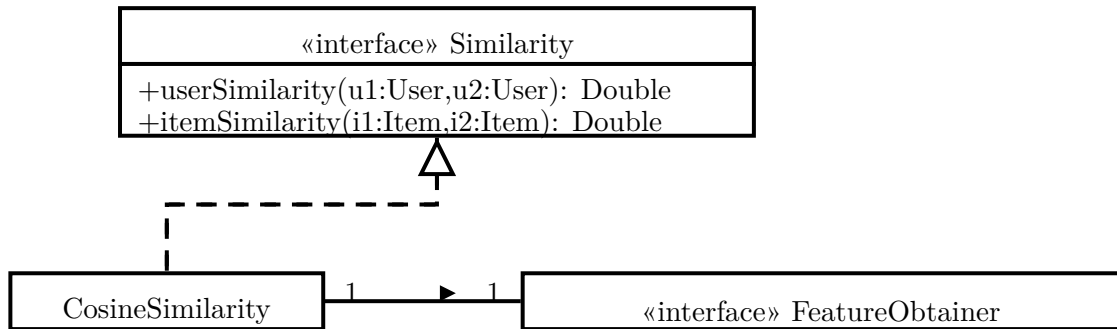 «interface» Similarity
+userSimilarity(u1:User,u2:User): Double
+itemSimilarity(i1:Item,i2:Item): Double
1 1
CosineSimilarity
«interface» FeatureObtainer